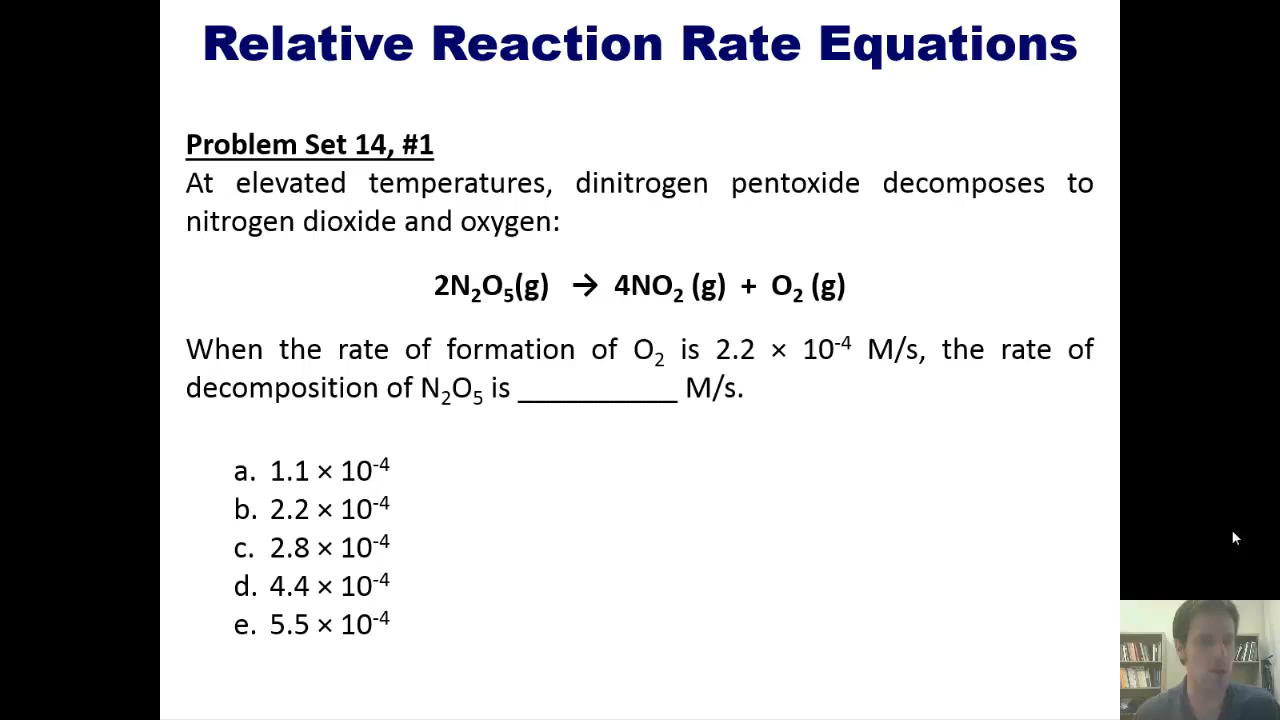 Relative Reaction Rate Equations
Problem Set 14, #1
At elevated temperatures, dinitrogen pentoxide decomposes to
nitrogen dioxide and oxygen:
2N₂O₅(g) → 4NO₂ (g) + O₂ (g)
When the rate of formation of O₂ is 2.2 × 10⁻⁴ M/s, the rate of
decomposition of N₂O₅ is __________ M/s.
a. 1.1 × 10⁻⁴
b. 2.2 × 10⁻⁴
c. 2.8 × 10⁻⁴
d. 4.4 × 10⁻⁴
e. 5.5 × 10⁻⁴